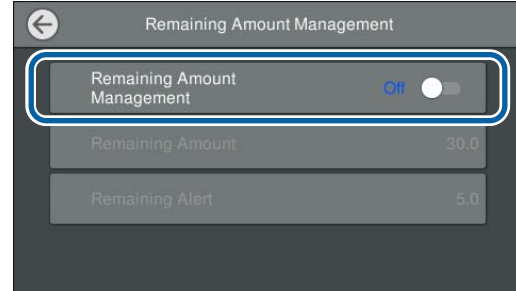 Remaining Amount Management
Remaining Amount
Management
Off
Remaining Amount
30.0
Remaining Alert
5.0